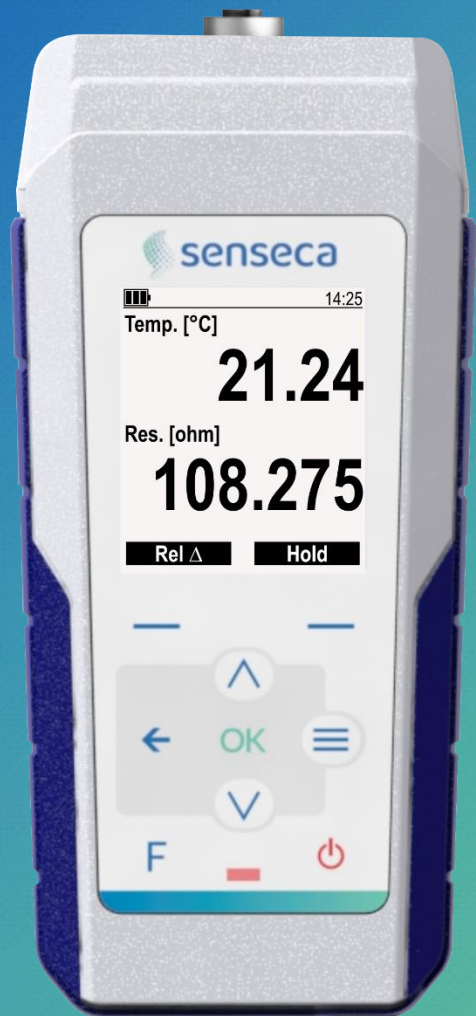 senseca
14:25
Temp. [°C]
21.24
Res. [ohm]
108.275
Rel Δ Hold
OK
F